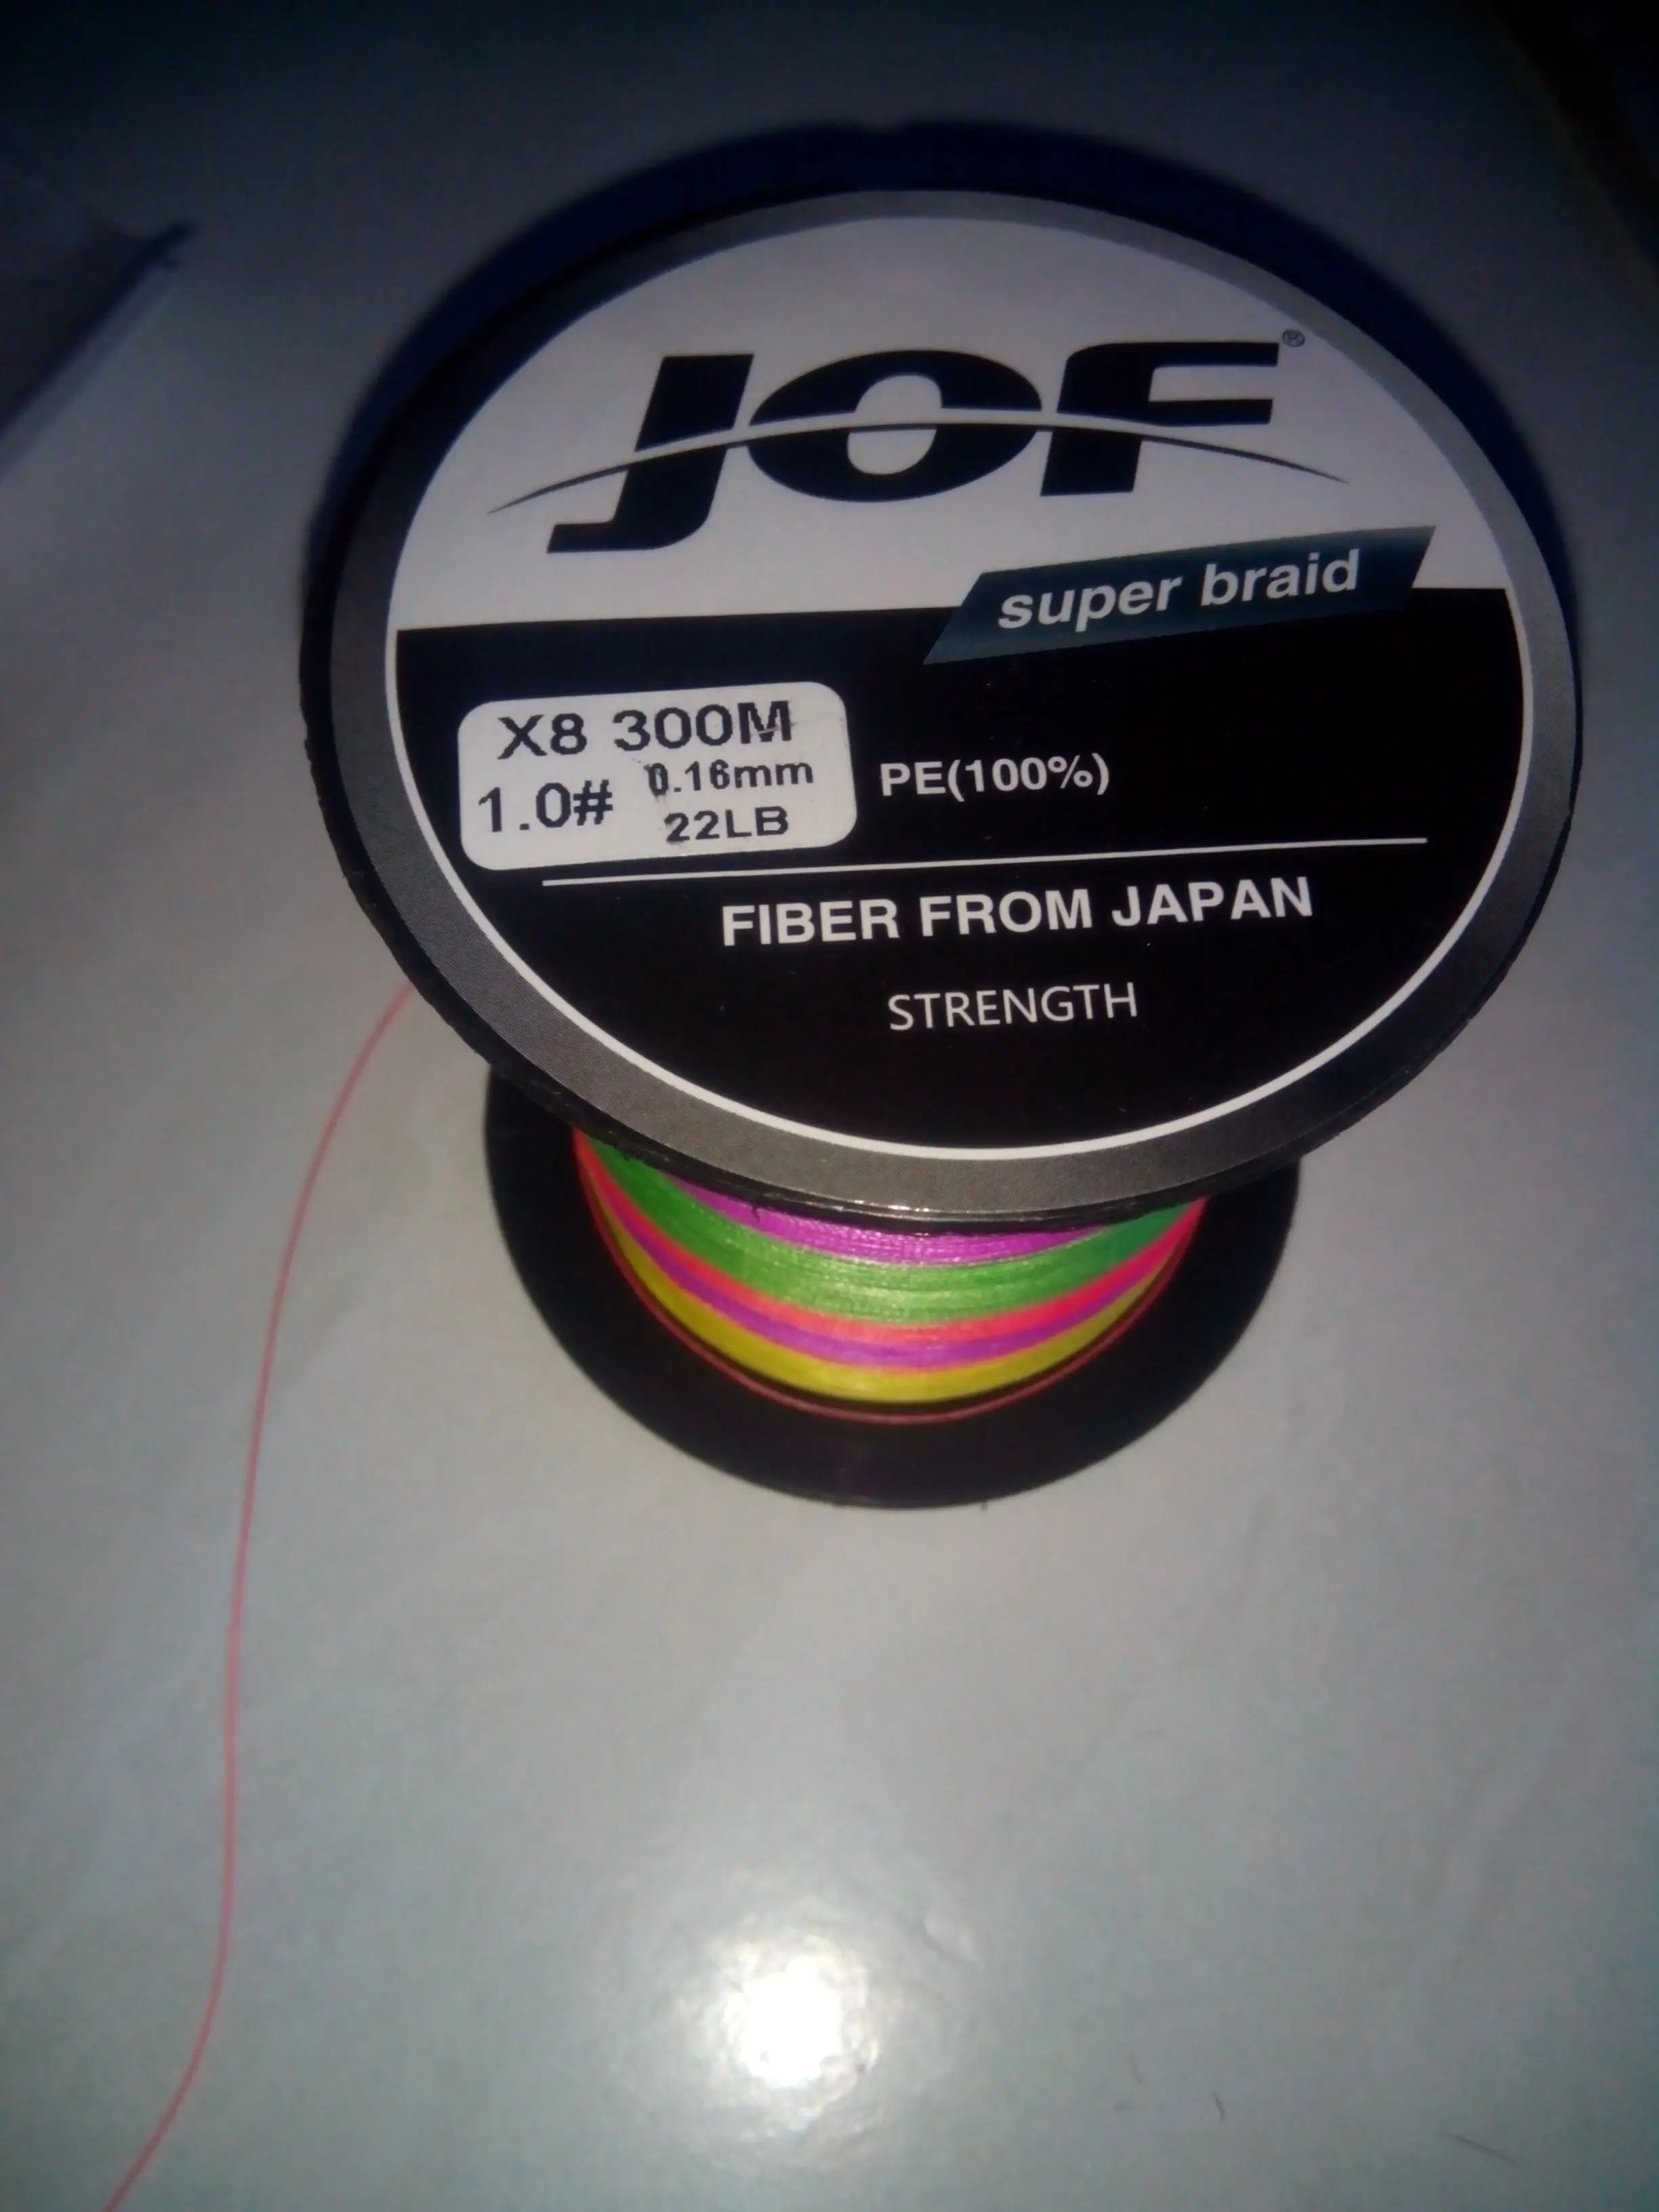 JOF®
super braid
X8 300M
1.0# 0.16mm
22LB
PE(100%)
FIBER FROM JAPAN
STRENGTH